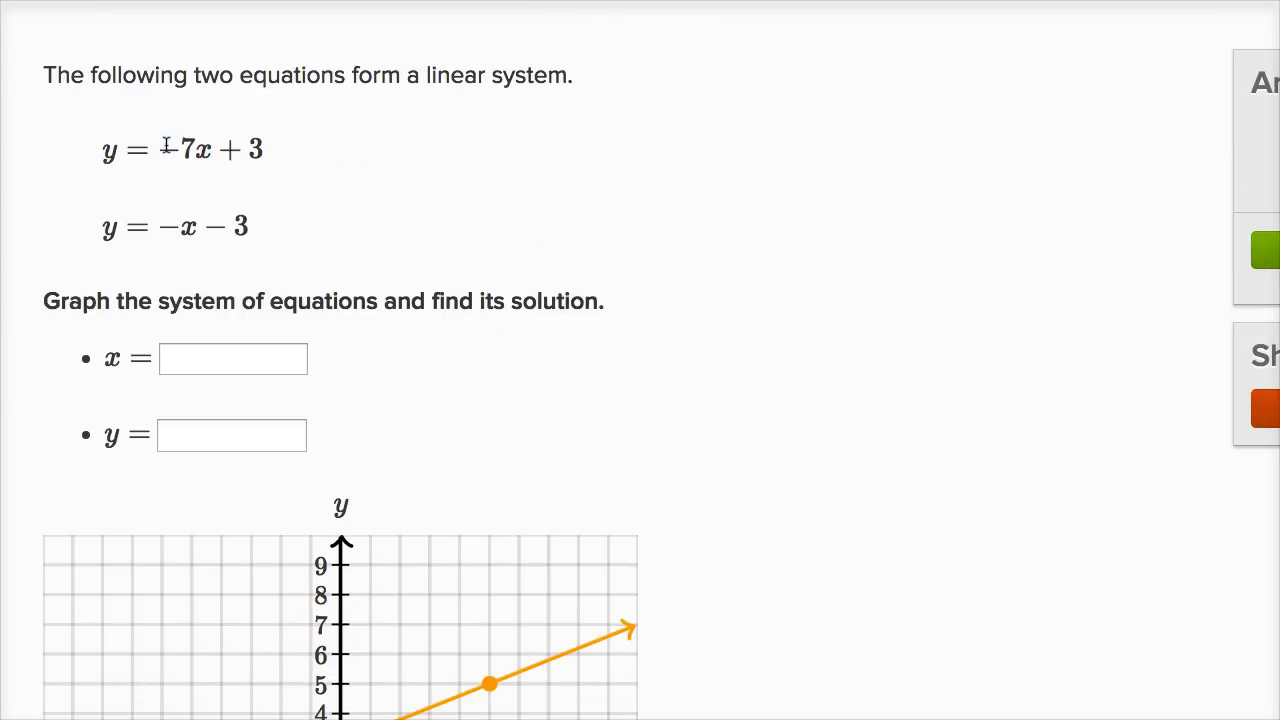 The following two equations form a linear system.
y = −7x + 3
y = −x − 3
Graph the system of equations and find its solution.
• x =
• y =
y
9
8
7
6
5
4
An
Sh